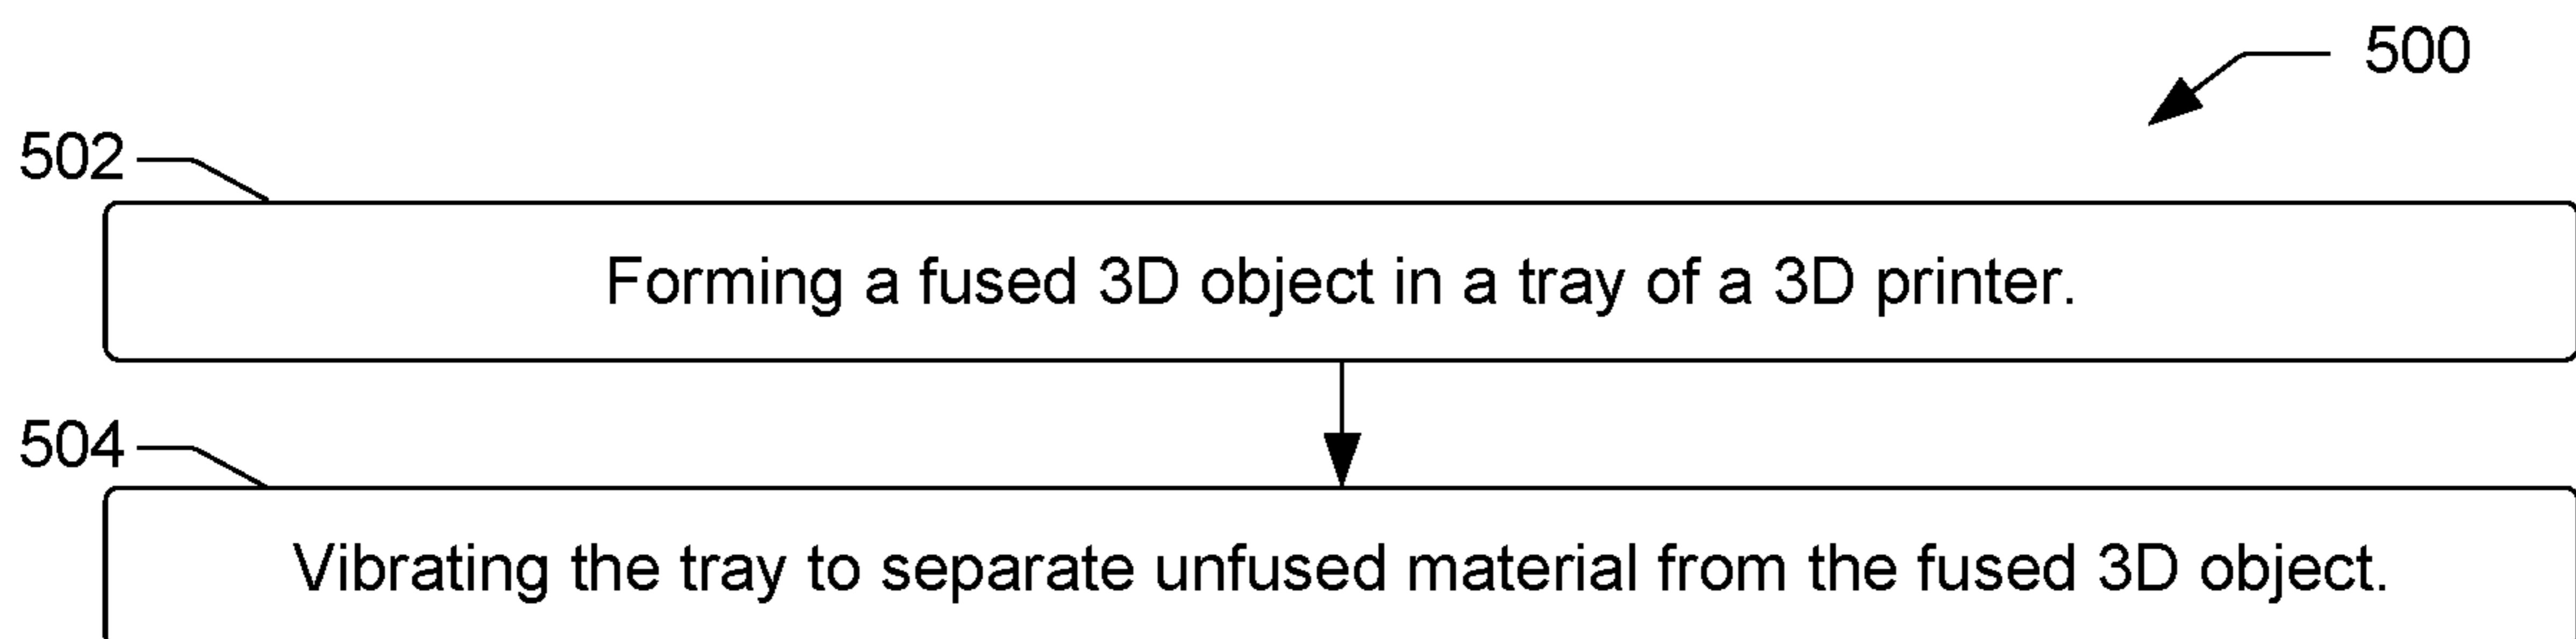 500
502
Forming a fused 3D object in a tray of a 3D printer.
504
Vibrating the tray to separate unfused material from the fused 3D object.